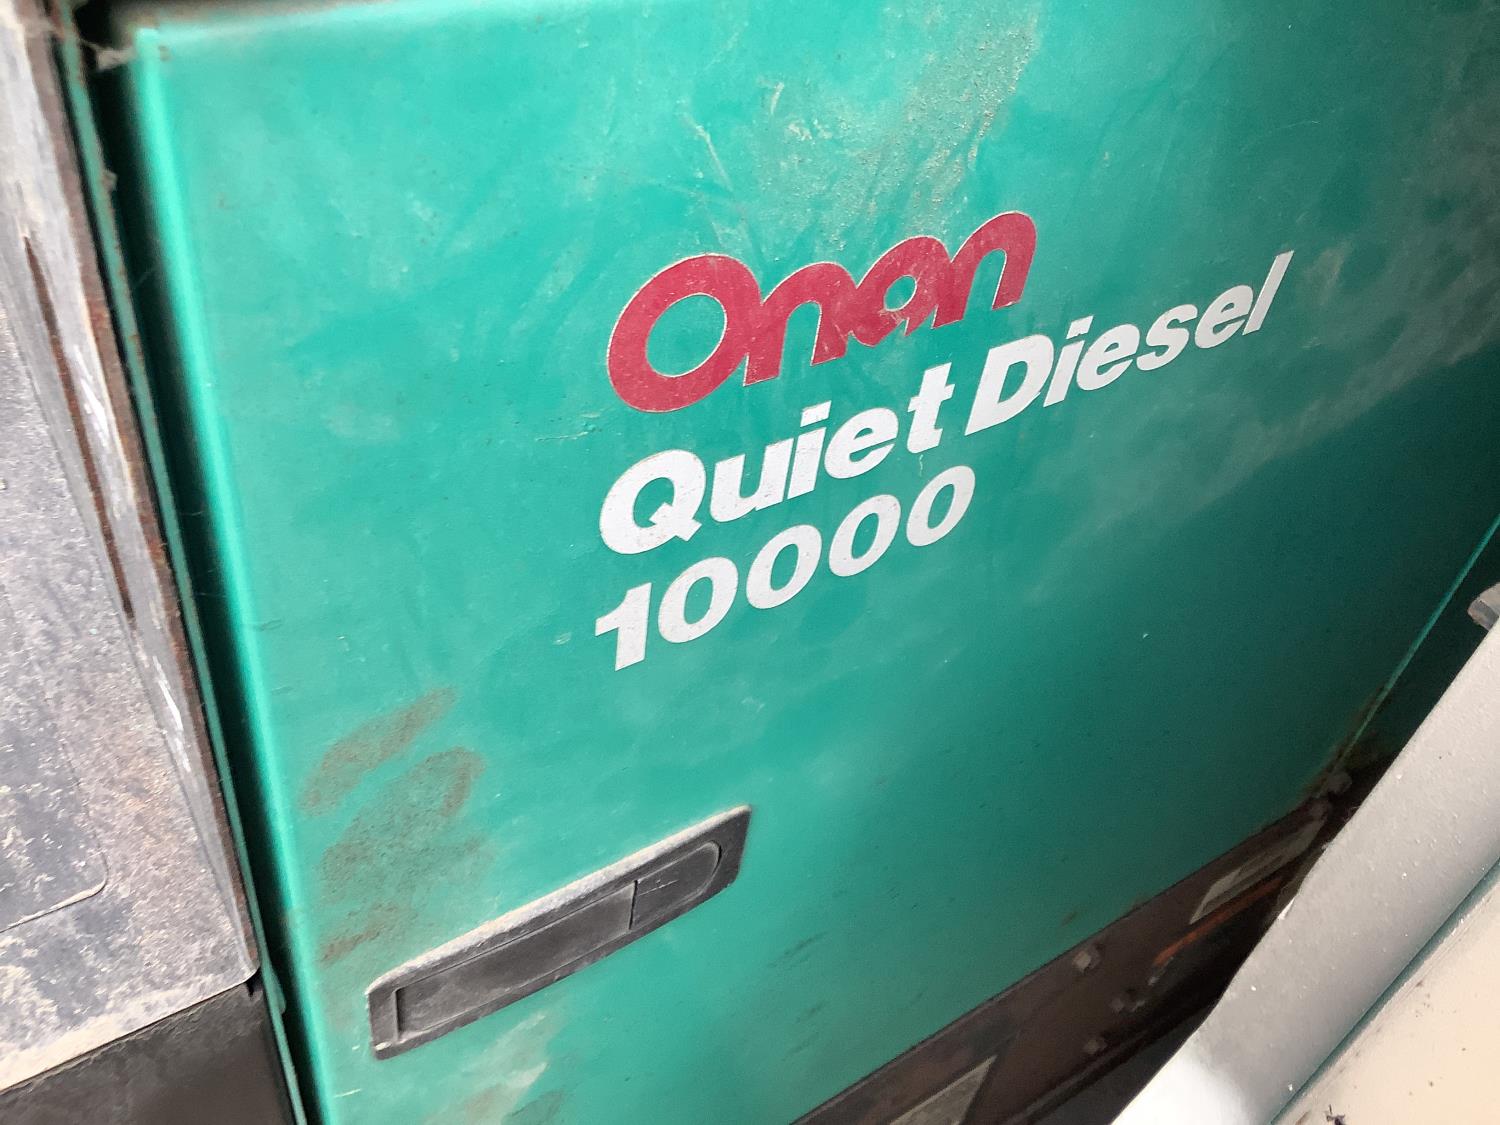 Onan
Quiet Diesel
10000